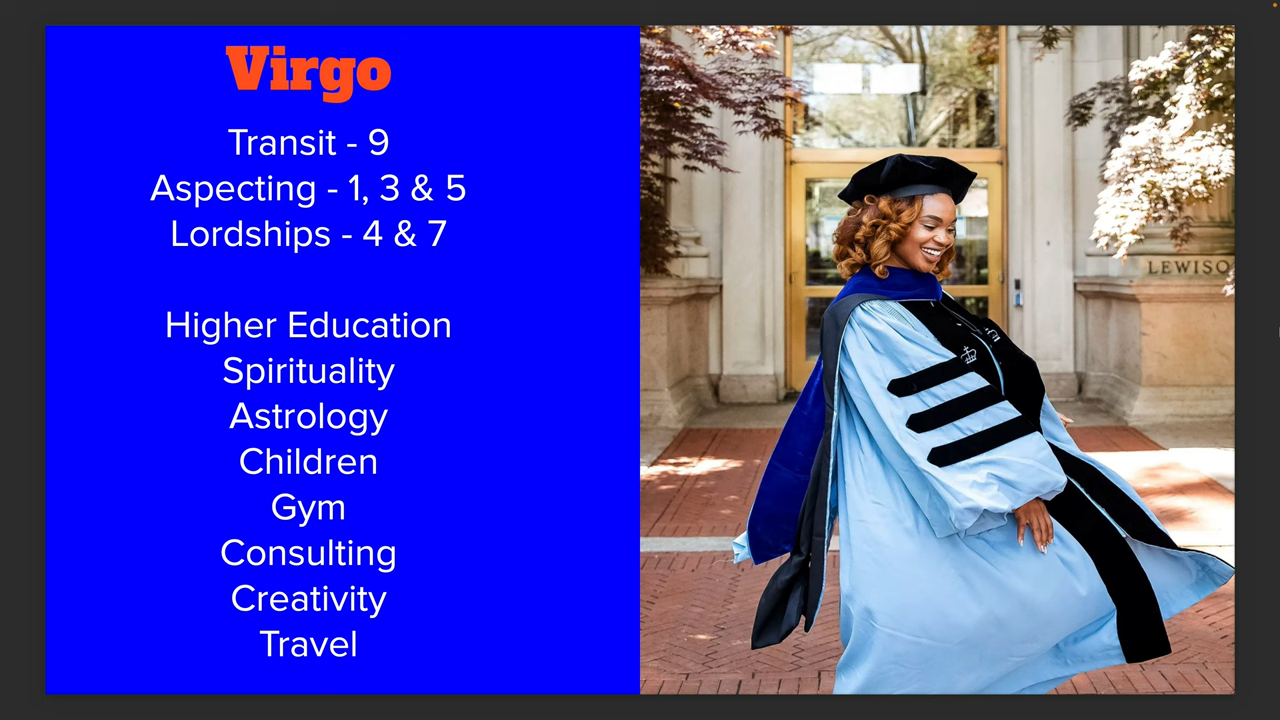 Virgo
Transit - 9
Aspecting - 1, 3 & 5
Lordships - 4 & 7
Higher Education
Spirituality
Astrology
Children
Gym
Consulting
Creativity
Travel
LEWISO